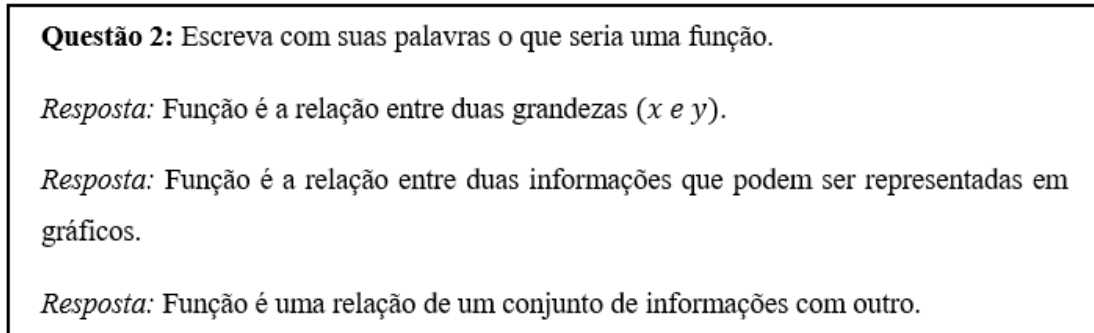 Questão 2: Escreva com suas palavras o que seria uma função.
Resposta: Função é a relação entre duas grandezas (x e y).
Resposta: Função é a relação entre duas informações que podem ser representadas em
gráficos.
Resposta: Função é uma relação de um conjunto de informações com outro.